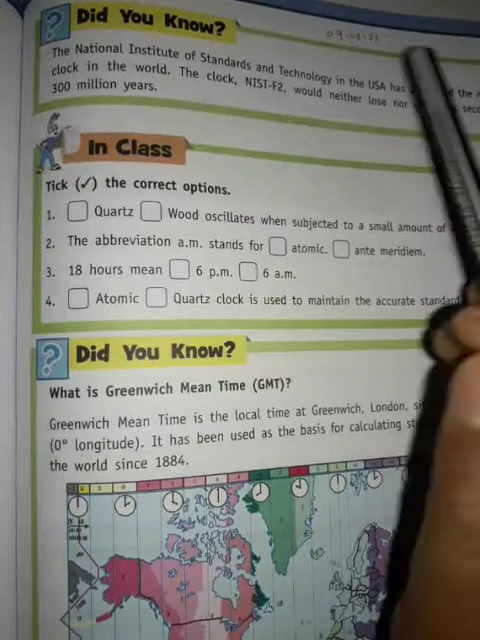 Did You Know?
The National Institute of Standards and Technology in the USA has
clock in the world. The clock, NIST-F2, would neither lose nor
300 million years.
In Class
Tick (✓) the correct options.
1. Quartz Wood oscillates when subjected to a small amount of
2. The abbreviation a.m. stands for atomic. ante meridiem.
3. 18 hours mean 6 p.m. 6 a.m.
4. Atomic Quartz clock is used to maintain the accurate standard
Did You Know?
What is Greenwich Mean Time (GMT)?
Greenwich Mean Time is the local time at Greenwich, London,
(0° longitude). It has been used as the basis for calculating
the world since 1884.